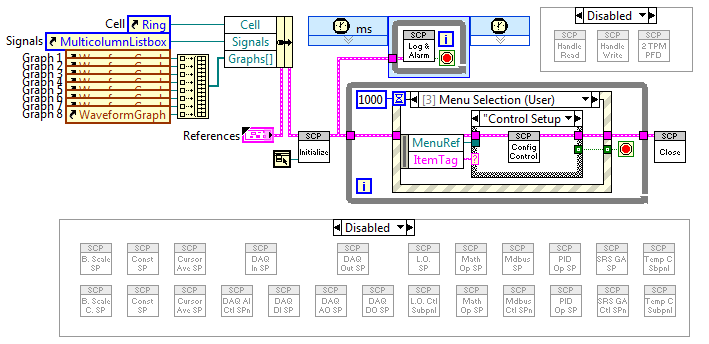 Cell Ring
Signals MulticolumnListbox
Graph 1
Graph 2
Graph 3
Graph 4
Graph 5
Graph 6
Graph 7
Graph 8 WaveformGraph
Cell
Signals
Graphs[]
References
ms
SCP Log & Alarm
i
Disabled
SCP Handle Read
SCP Handle Write
SCP 2 TPM PFD
1000
[3] Menu Selection (User)
"Control Setup
MenuRef
ItemTag
?
SCP Initialize
SCP Config Control
SCP Close
i
Disabled
SCP B. Scale SP
SCP Const SP
SCP Cursor Ave SP
SCP DAQ In SP
SCP DAQ Out SP
SCP L.O. SP
SCP Math Op SP
SCP Mdbus SP
SCP PID Op SP
SCP SRS GA SP
SCP Temp C Sbpnl
SCP B. Scale C. SP
SCP Const SP
SCP Cursor Ave SP
SCP DAQ AI Ctl SPn
SCP DAQ DI SP
SCP DAQ AO SP
SCP DAQ DO SP
SCP L.O. Ctl Subpnl
SCP Math Op SP
SCP Mdbus Ctl SPn
SCP PID Op SP
SCP SRS GA Ctl SPn
SCP Temp C Subpnl